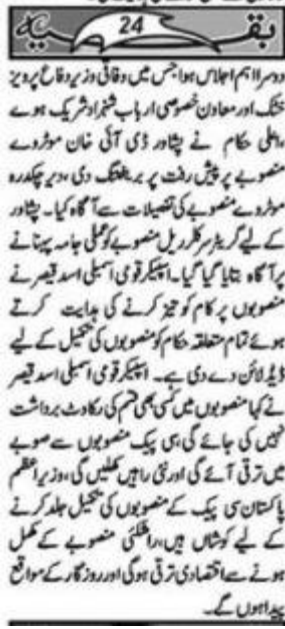 بقیہ 24
دوسرا اہم اجلاس ہوا جس میں وفاقی وزیر دفاع پرویز
خٹک اور معاون خصوصی ارباب شہزاد شریک ہوے
،اعلی حکام نے پشاور ڈی آئی خان موٹروے
منصوبے پر پیش رفت پر بریفنگ دی، دیر چکدرہ
موٹروے منصوبے کی تفصیلات سے آگاہ کیا۔ پشاور
کے لیے گریٹر سرکلر ریل منصوبے کو عملی جامہ پہنانے
پر آگاہ بتایا گیا گیا۔ اسپیکر قومی اسمبلی اسد قیصر نے
منصوبوں پر کام کو تیز کرنے کی ہدایت کرتے
ہوئے تمام متعلقہ حکام کو منصوبوں کی تکمیل کے لیے
ڈیڈ لائن دے دی ہے۔ اسپیکر قومی اسمبلی اسد قیصر
نے کہا منصوبوں میں کسی بھی قسم کی رکاوٹ برداشت
نہیں کی جائے گی، سی پیک منصوبوں سے صوبے
میں ترقی آئے گی اور نئی راہیں کھلیں گی، وزیر اعظم
پاکستان سی پیک کے منصوبوں کی تکمیل جلد کرنے
کے لیے کوشاں ہیں، راشکئی منصوبے کے مکمل
ہونے سے اقتصادی ترقی ہوگی اور روزگار کے مواقع
پیدا ہوں گے۔